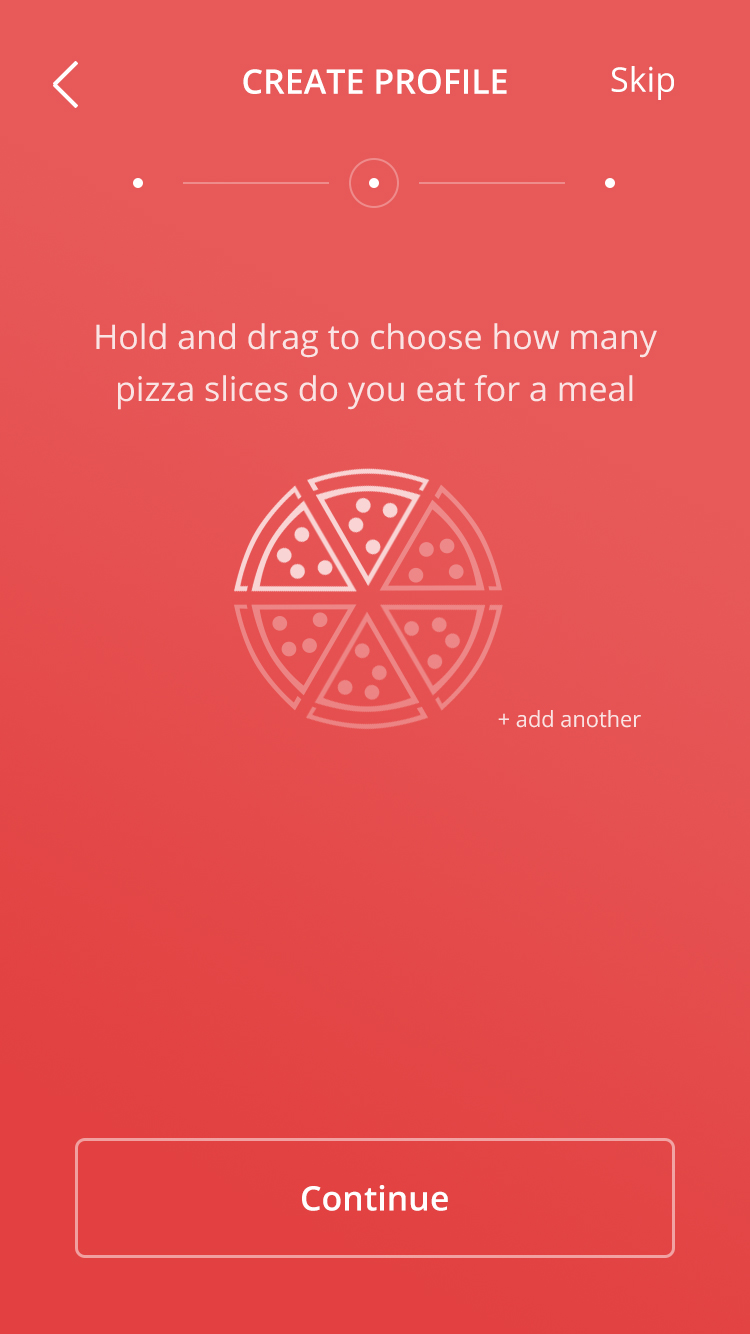 CREATE PROFILE Skip
Hold and drag to choose how many
pizza slices do you eat for a meal
+ add another
Continue